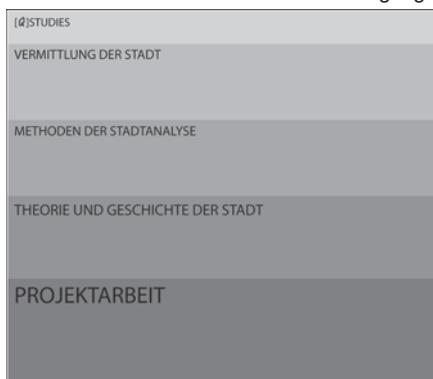 [Q]STUDIES
VERMITTLUNG DER STADT
METHODEN DER STADTANALYSE
THEORIE UND GESCHICHTE DER STADT
PROJEKTARBEIT